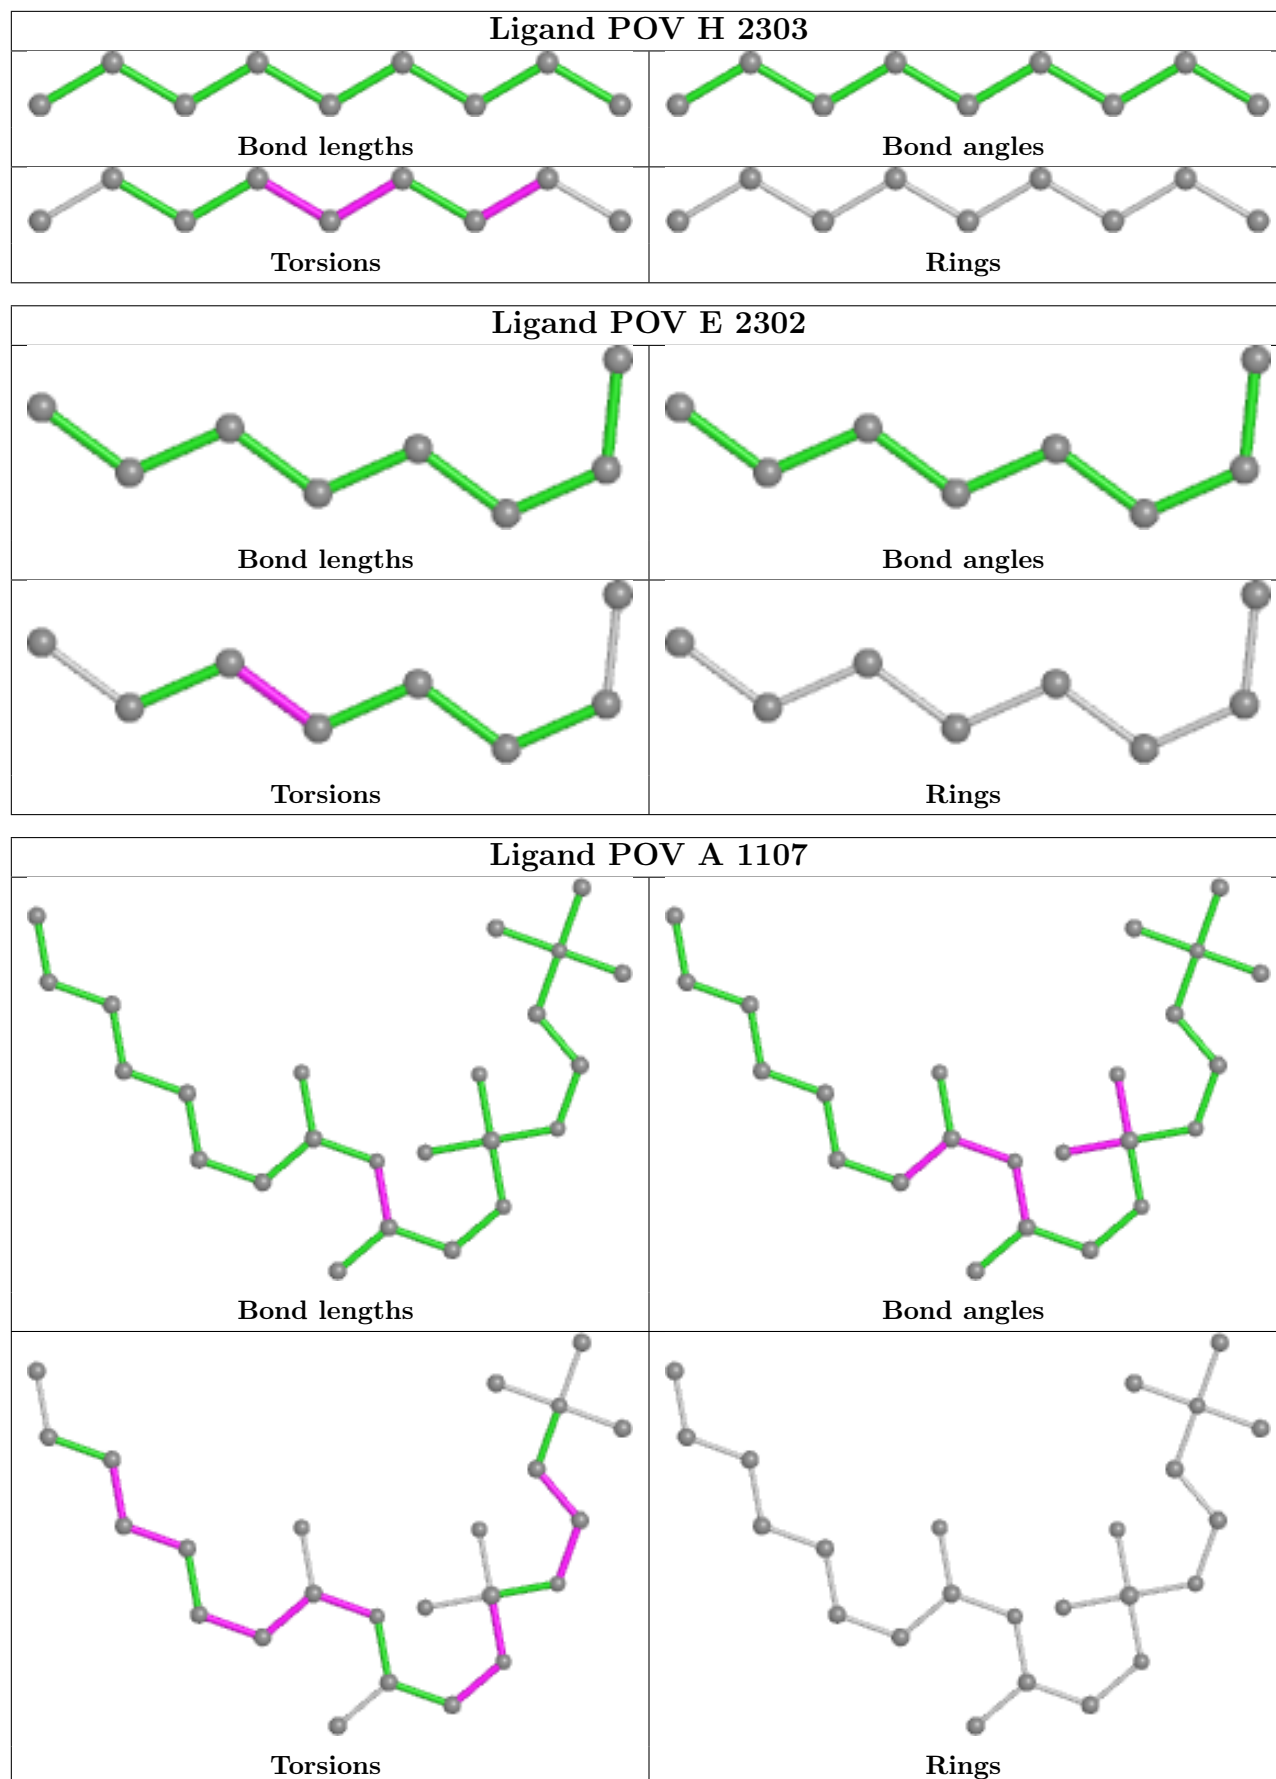 Ligand POV H 2303
Bond lengths
Bond angles
Torsions
Rings
Ligand POV E 2302
Bond lengths
Bond angles
Torsions
Rings
Ligand POV A 1107
Bond lengths
Bond angles
Torsions
Rings